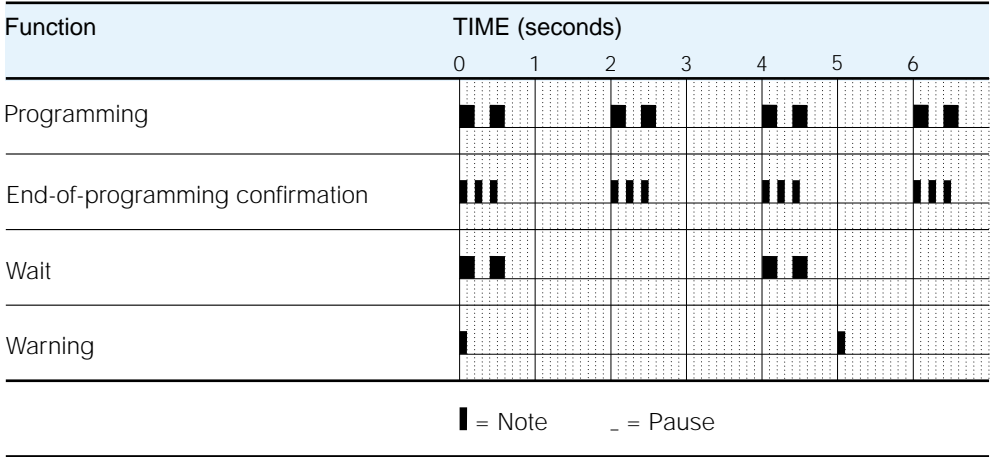 Function TIME (seconds)
0 1 2 3 4 5 6
Programming
End-of-programming confirmation
Wait
Warning
= Note _ = Pause